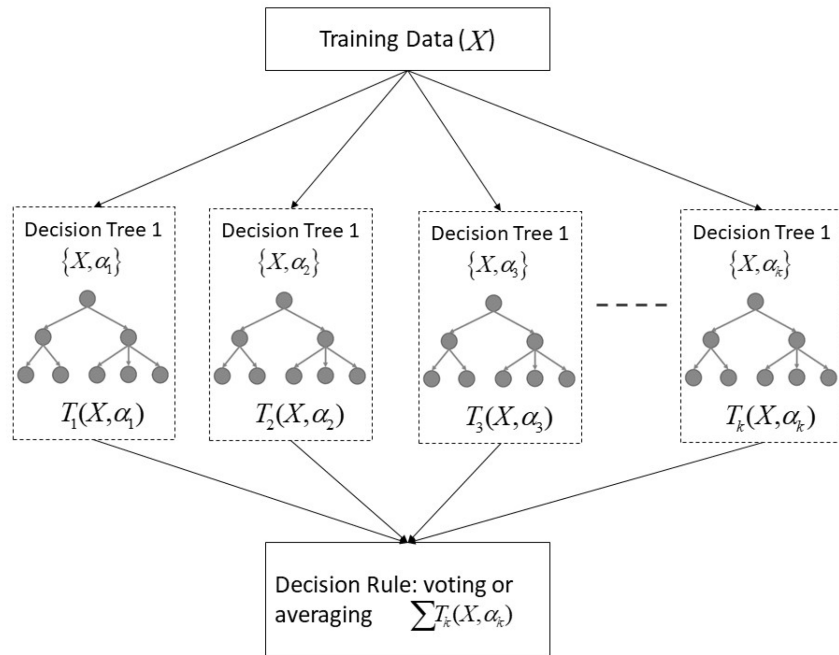 Training Data (X)
Decision Tree 1
{X,α₁}
T₁(X,α₁)
Decision Tree 1
{X,α₂}
T₂(X,α₂)
Decision Tree 1
{X,α₃}
T₃(X,α₃)
Decision Tree 1
{X,αₖ}
Tₖ(X,αₖ)
Decision Rule: voting or
averaging ∑Tₖ(X,αₖ)